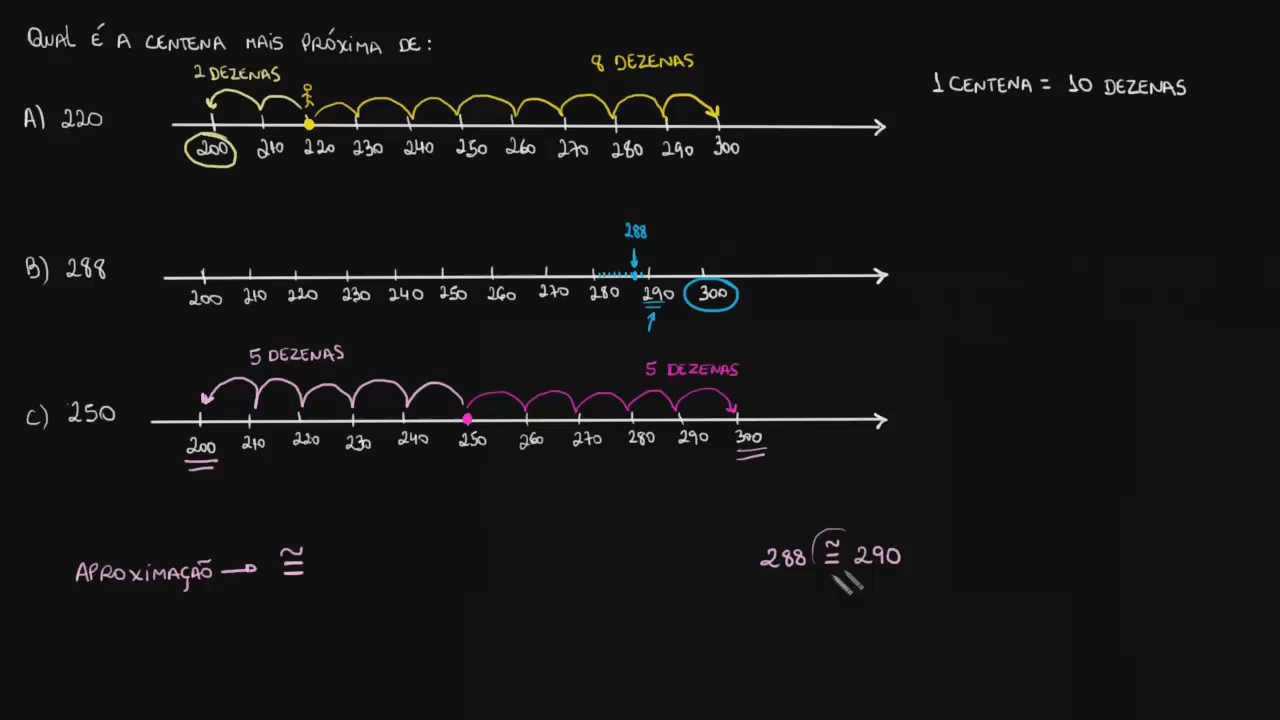 QUAL É A CENTENA MAIS PRÓXIMA DE:
1 CENTENA = 10 DEZENAS
2 DEZENAS 8 DEZENAS
A) 220
200 210 220 230 240 250 260 270 280 290 300
288
B) 288
200 210 220 230 240 250 260 270 280 290 300
5 DEZENAS 5 DEZENAS
C) 250
200 210 220 230 240 250 260 270 280 290 300
APROXIMAÇÃO → ≅
288 ≅ 290